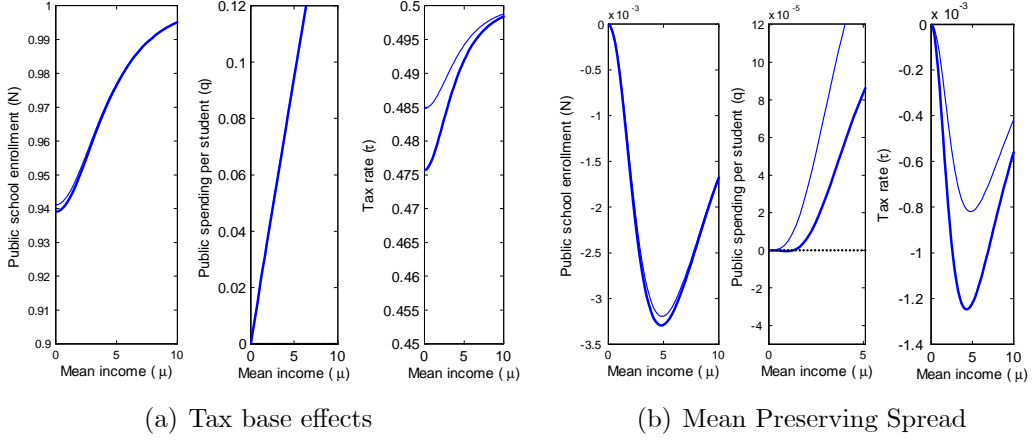 Public school enrollment (N)
1
0.99
0.98
0.97
0.96
0.95
0.94
0.93
0.92
0.91
0.9
0 5 10
Mean income ( μ)
Public spending per student (q)
0.12
0.1
0.08
0.06
0.04
0.02
0
0 5 10
Mean income ( μ)
Tax rate (τ)
0.5
0.495
0.49
0.485
0.48
0.475
0.47
0.465
0.46
0.455
0.45
0 5 10
Mean income ( μ)
(a) Tax base effects
x 10⁻³
Public school enrollment (N)
0
-0.5
-1
-1.5
-2
-2.5
-3
-3.5
0 5 10
Mean income ( μ)
x 10⁻⁵
Public spending per student (q)
12
10
8
6
4
2
0
-2
-4
0 5
Mean income ( μ)
x 10⁻³
Tax rate (τ)
0
-0.2
-0.4
-0.6
-0.8
-1
-1.2
-1.4
0 5 10
Mean income ( μ)
(b) Mean Preserving Spread